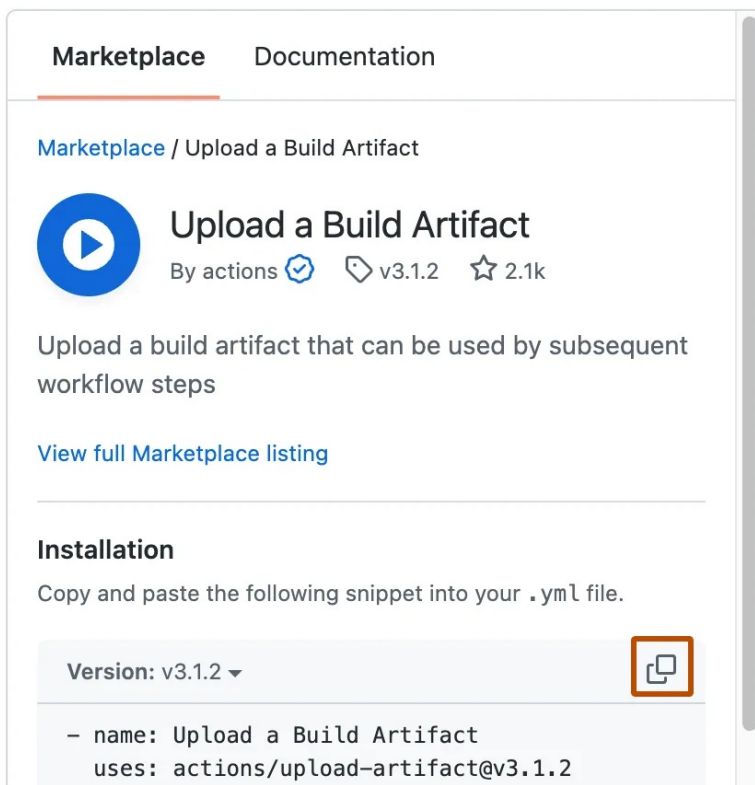 Marketplace Documentation
Marketplace / Upload a Build Artifact
Upload a Build Artifact
By actions v3.1.2 2.1k
Upload a build artifact that can be used by subsequent
workflow steps
View full Marketplace listing
Installation
Copy and paste the following snippet into your .yml file.
Version: v3.1.2
- name: Upload a Build Artifact
uses: actions/upload-artifact@v3.1.2